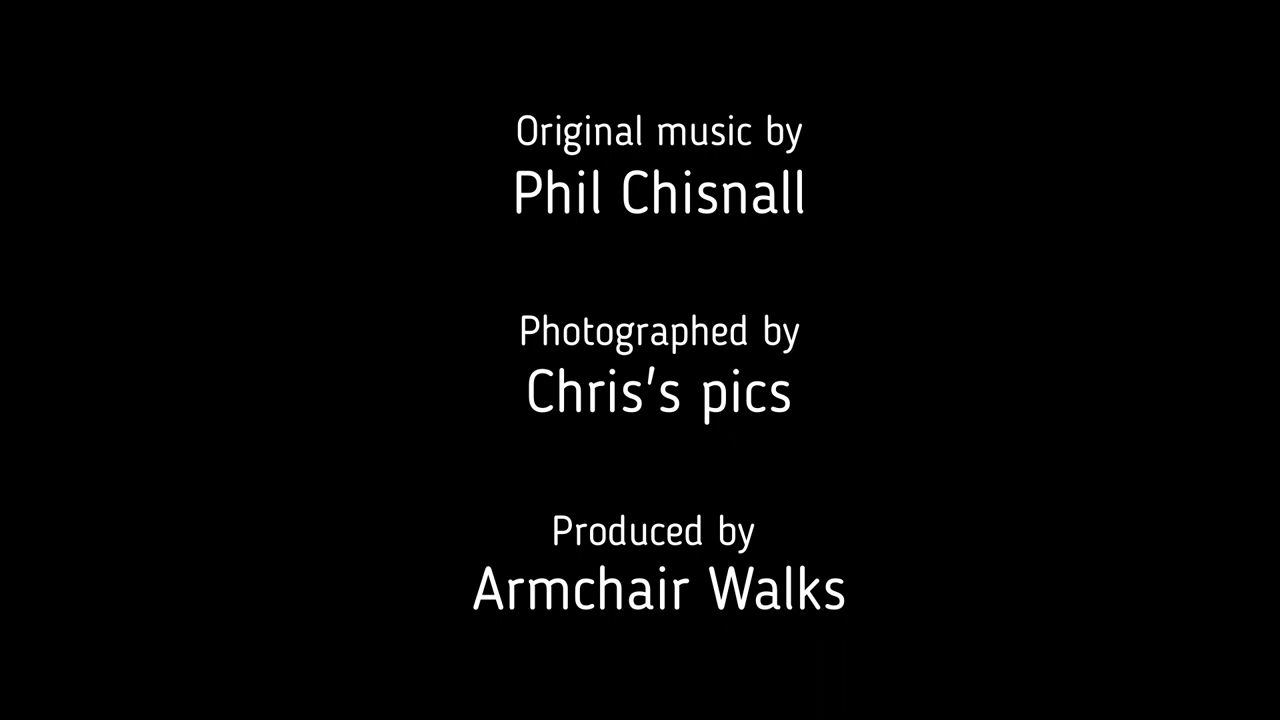 Original music by
Phil Chisnall
Photographed by
Chris's pics
Produced by
Armchair Walks